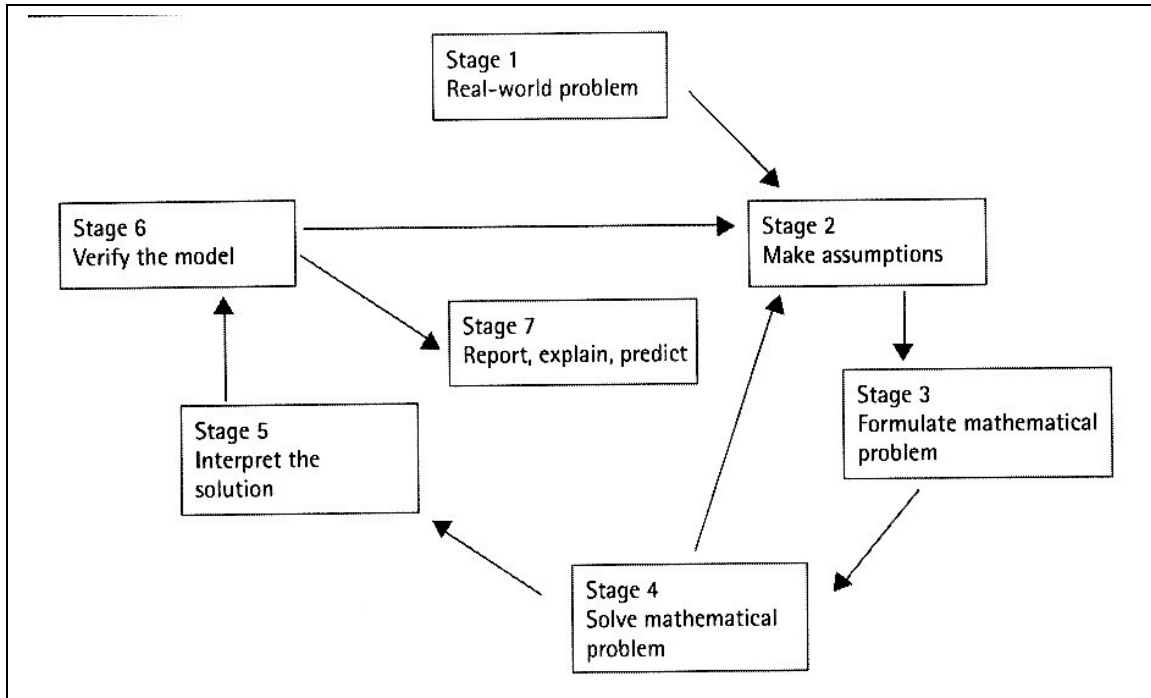 Stage 1
Real-world problem
Stage 6
Verify the model
Stage 2
Make assumptions
Stage 7
Report, explain, predict
Stage 3
Formulate mathematical
problem
Stage 5
Interpret the
solution
Stage 4
Solve mathematical
problem